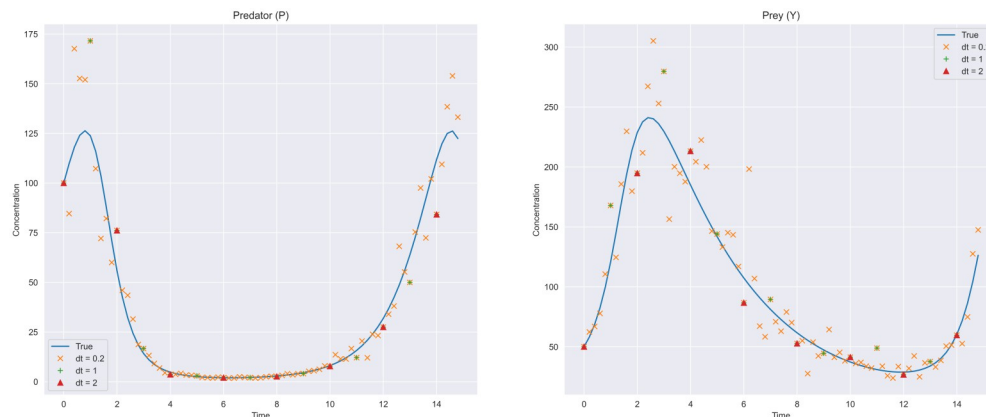 Predator (P)
175
150
125
100
75
50
25
0
Concentration
True
dt = 0.2
dt = 1
dt = 2
0
2
4
6
8
10
12
14
Time
Prey (Y)
300
250
200
150
100
50
Concentration
True
dt = 0.
dt = 1
dt = 2
0
2
4
6
8
10
12
14
Time